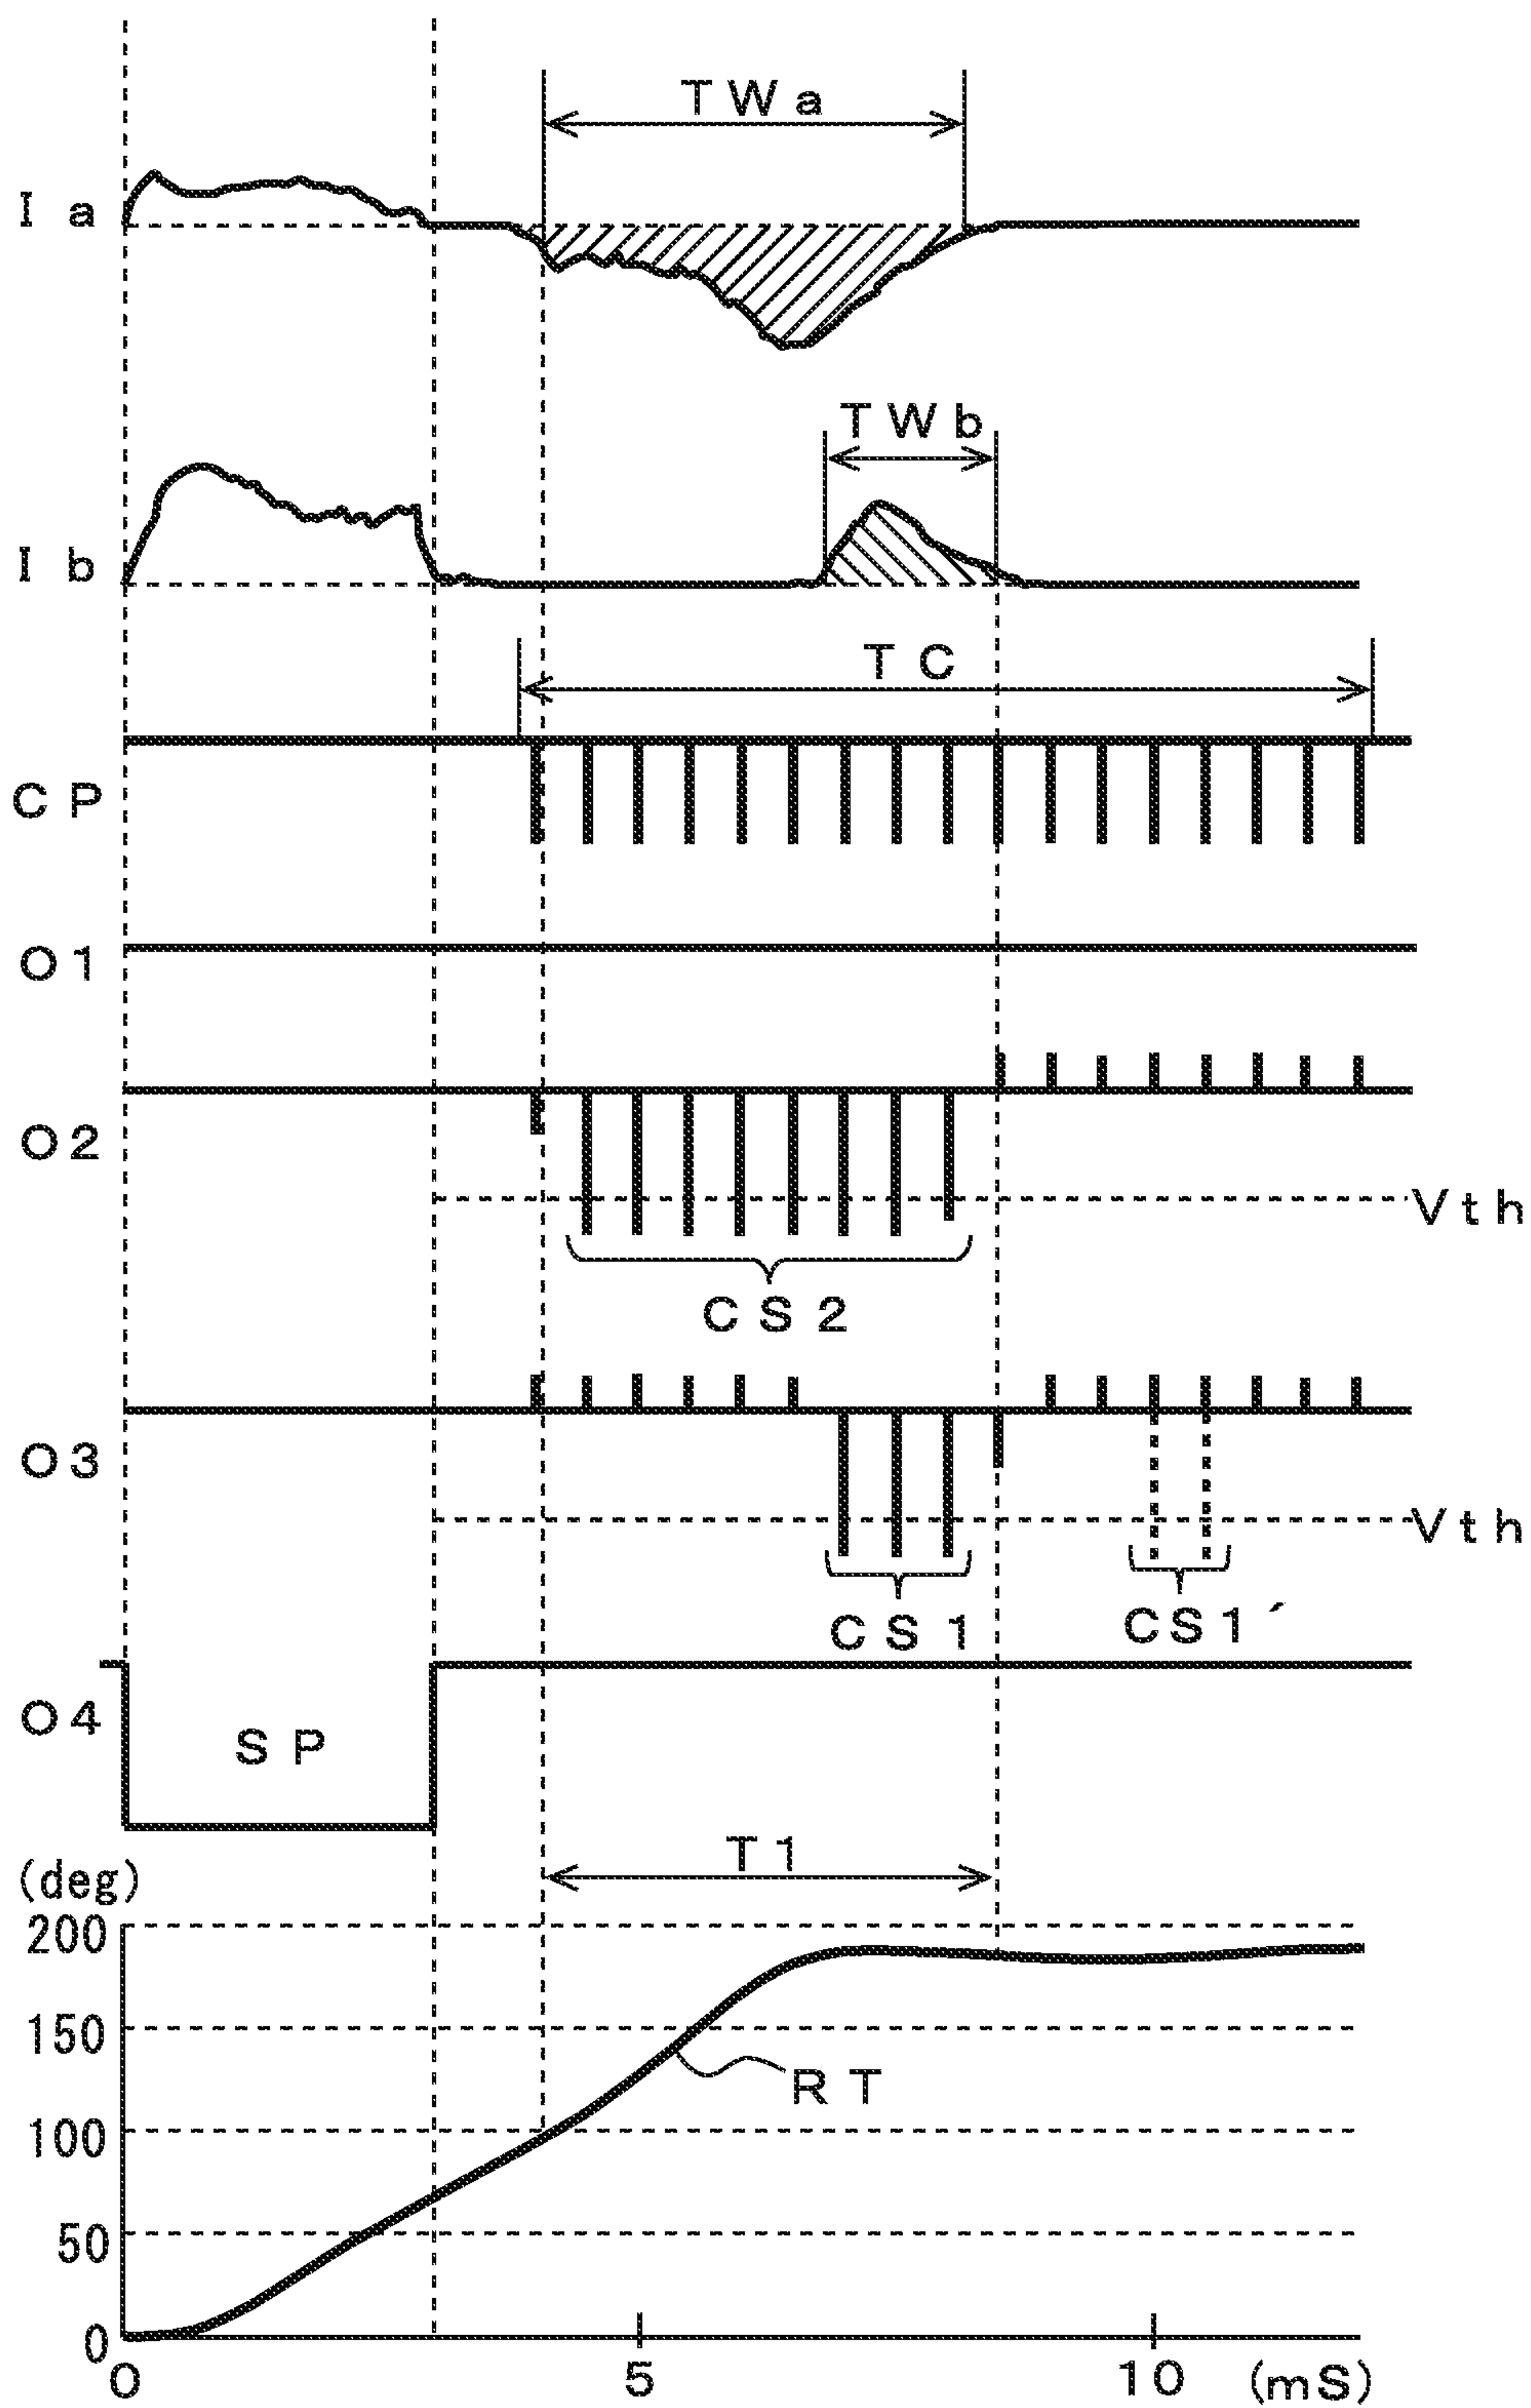 TWa
Ia
TWb
Ib
TC
CP
O1
O2
Vth
CS2
O3
Vth
CS1
CS1´
O4
SP
T1
(deg)
200
150
RT
100
50
0
0
5
10
(mS)